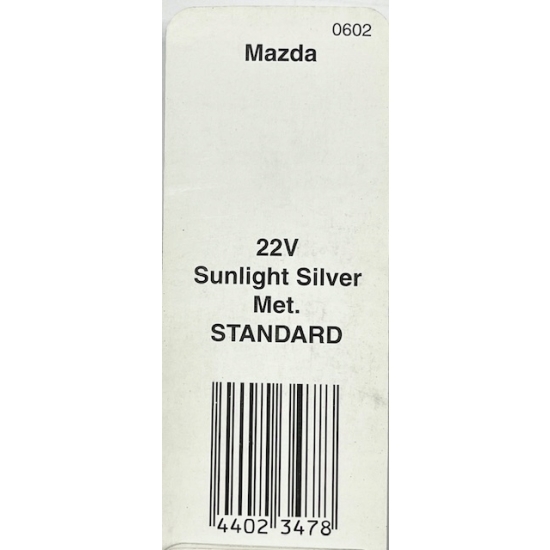 0602
Mazda
22V
Sunlight Silver
Met.
STANDARD
4402 3478